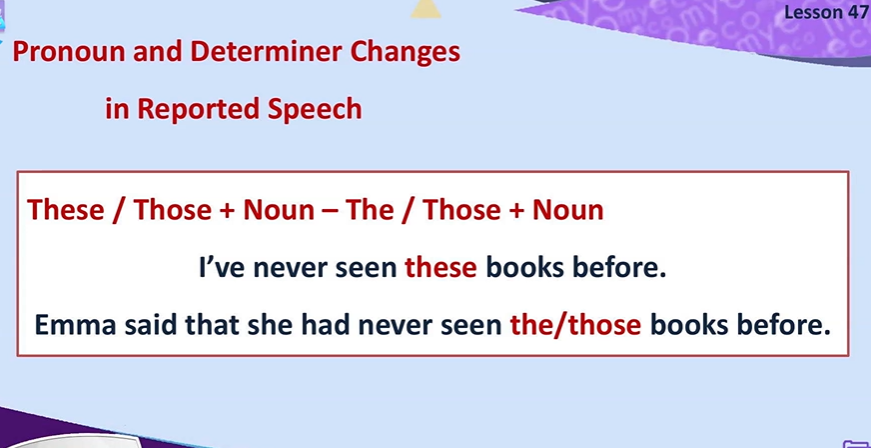 Lesson 47
Pronoun and Determiner Changes
in Reported Speech
These / Those + Noun – The / Those + Noun
I’ve never seen these books before.
Emma said that she had never seen the/those books before.